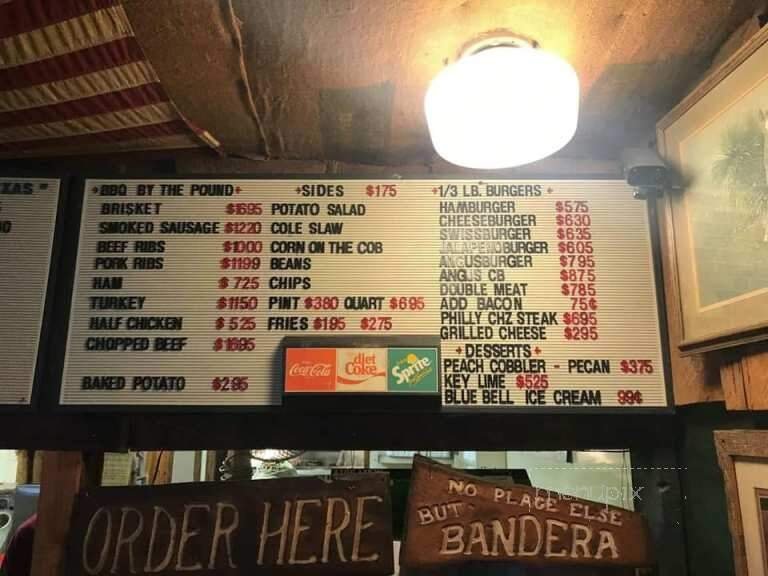 XAS
+BBQ BY THE POUND+
BRISKET $1695
SMOKED SAUSAGE $1220
BEEF RIBS $1000
PORK RIBS $1199
HAM $725
TURKEY $1150
HALF CHICKEN $525
CHOPPED BEEF $1695
BAKED POTATO $295
+SIDES $175
POTATO SALAD
COLE SLAW
CORN ON THE COB
BEANS
CHIPS
PINT $380 QUART $695
FRIES $195 $275
+1/3 LB. BURGERS +
HAMBURGER $575
CHEESEBURGER $630
SWISSBURGER $635
JALAPENOBURGER $605
ANGUSBURGER $795
ANGUS CB $875
DOUBLE MEAT $785
ADD BACON 75¢
PHILLY CHZ STEAK $695
GRILLED CHEESE $295
+DESSERTS+
PEACH COBBLER - PECAN $375
KEY LIME $525
BLUE BELL ICE CREAM 99¢
Coca-Cola
diet Coke
Sprite
ORDER HERE
NO PLACE ELSE
BUT
BANDERA
menupix